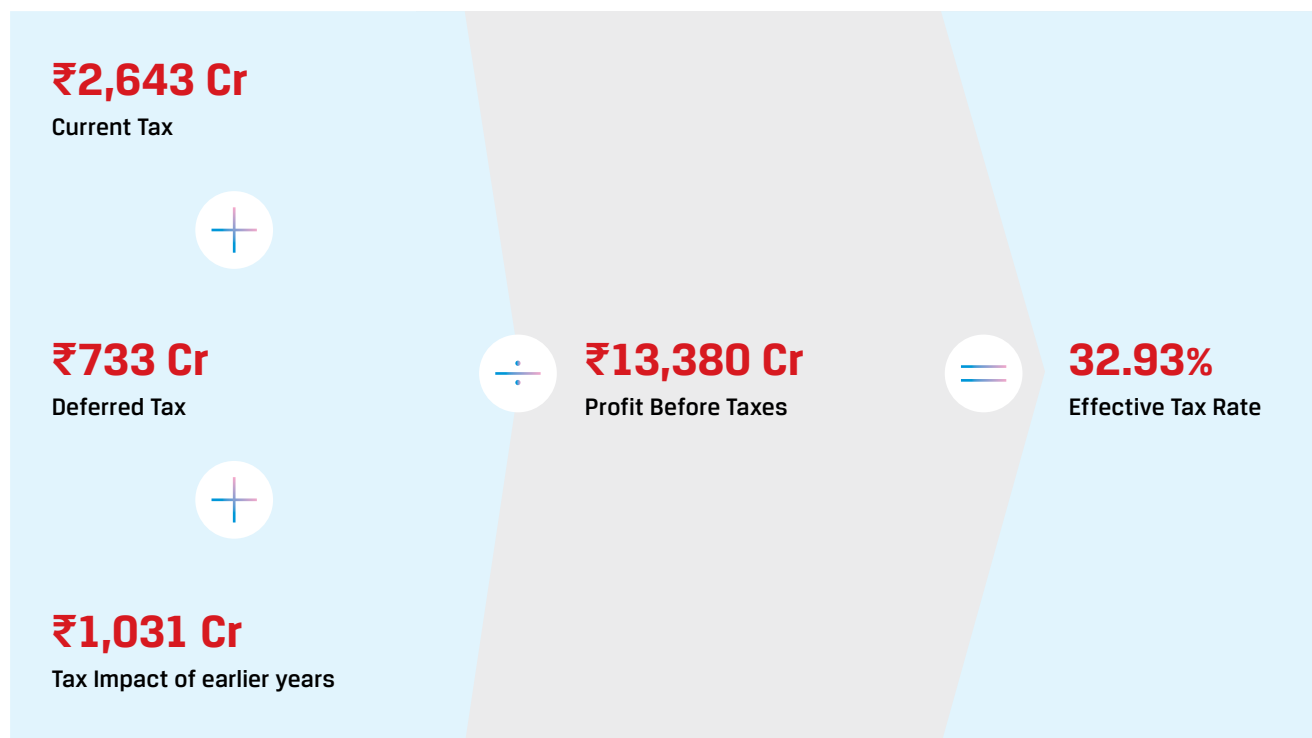 ₹2,643 Cr
Current Tax
₹733 Cr
Deferred Tax
₹1,031 Cr
Tax Impact of earlier years
₹13,380 Cr
Profit Before Taxes
32.93%
Effective Tax Rate